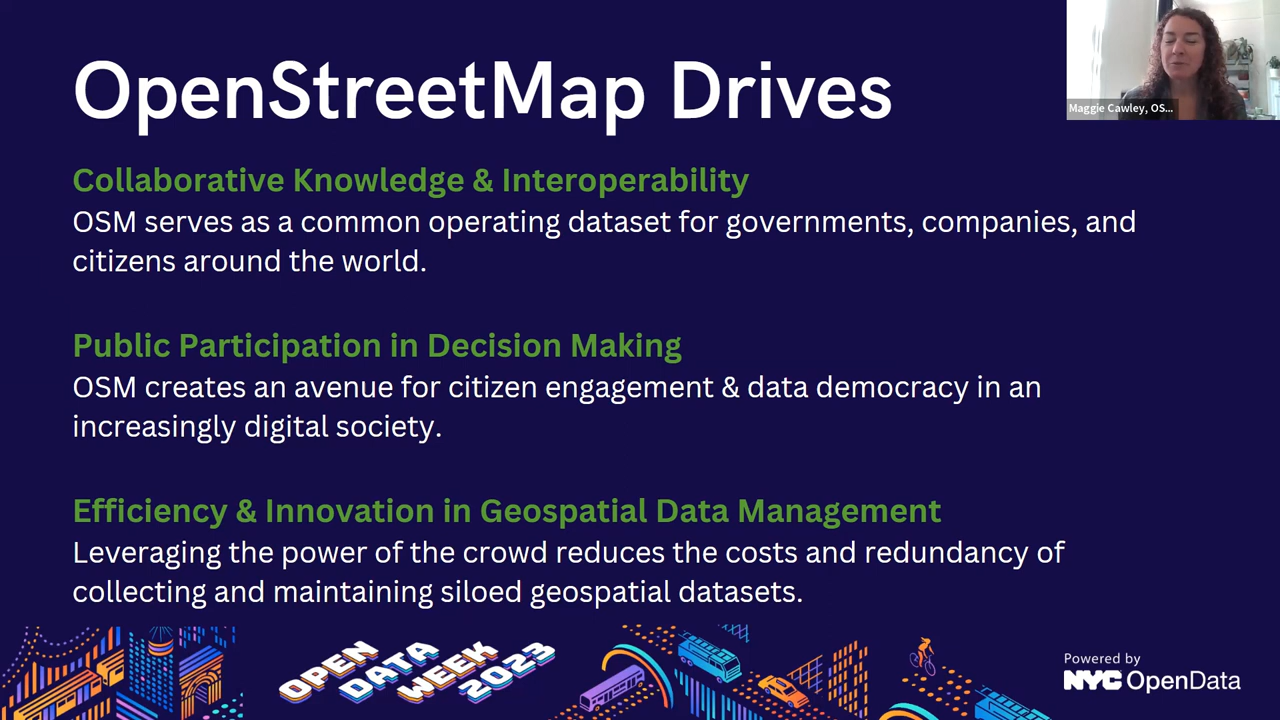 OpenStreetMap Drives
Maggie Cawley, OS...
Collaborative Knowledge & Interoperability
OSM serves as a common operating dataset for governments, companies, and
citizens around the world.
Public Participation in Decision Making
OSM creates an avenue for citizen engagement & data democracy in an
increasingly digital society.
Efficiency & Innovation in Geospatial Data Management
Leveraging the power of the crowd reduces the costs and redundancy of
collecting and maintaining siloed geospatial datasets.
OPEN
DATA
WEEK
2023
Powered by
NYC OpenData